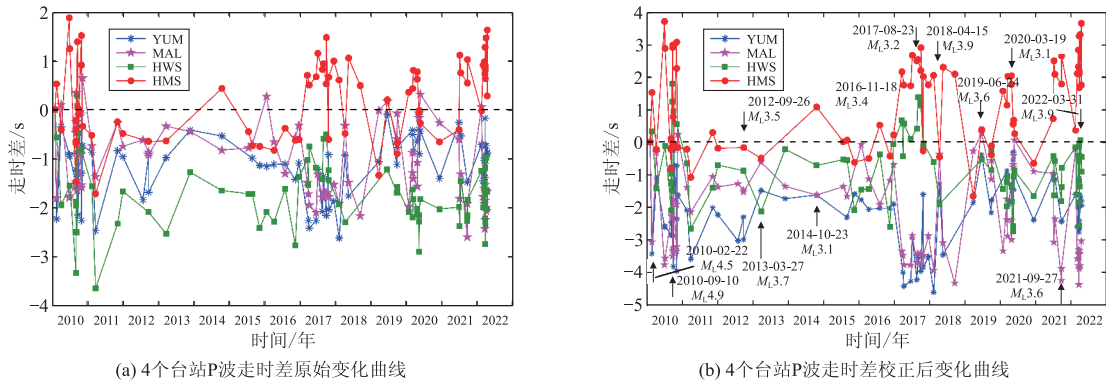 (a)
YUM
MAL
HWS
HMS
走时差/s
2
1
0
−1
−2
−3
−4
2010 2011 2012 2013 2014 2015 2016 2017 2018 2019 2020 2021 2022
时间/年
(a) 4个台站P波走时差原始变化曲线
(b)
YUM
MAL
HWS
HMS
走时差/s
4
3
2
1
0
−1
−2
−3
−4
−5
2017-08-23
ML3.2
2018-04-15
ML3.9
2020-03-19
ML3.1
2016-11-18
ML3.4
2012-09-26
ML3.5
2019-06-24
ML3.6
2022-03-31
ML3.9
2014-10-23
ML3.1
2010-02-22
ML4.5
2010-09-10
ML4.9
2013-03-27
ML3.7
2021-09-27
ML3.6
2010 2011 2012 2013 2014 2015 2016 2017 2018 2019 2020 2021 2022
时间/年
(b) 4个台站P波走时差校正后变化曲线